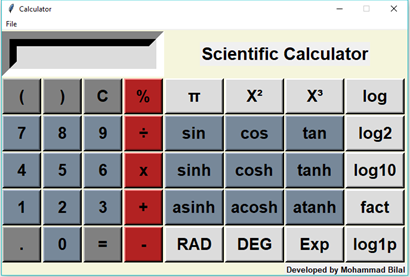 Calculator
File
Scientific Calculator
( ) C % π X² X³ log
7 8 9 ÷ sin cos tan log2
4 5 6 x sinh cosh tanh log10
1 2 3 + asinh acosh atanh fact
. 0 = - RAD DEG Exp log1p
Developed by Mohammad Bilal